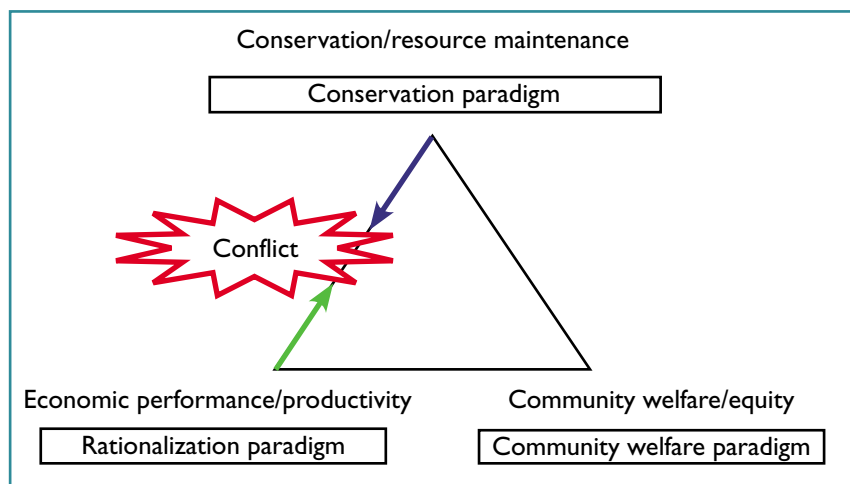 Conservation/resource maintenance
Conservation paradigm
Conflict
Economic performance/productivity
Community welfare/equity
Rationalization paradigm
Community welfare paradigm